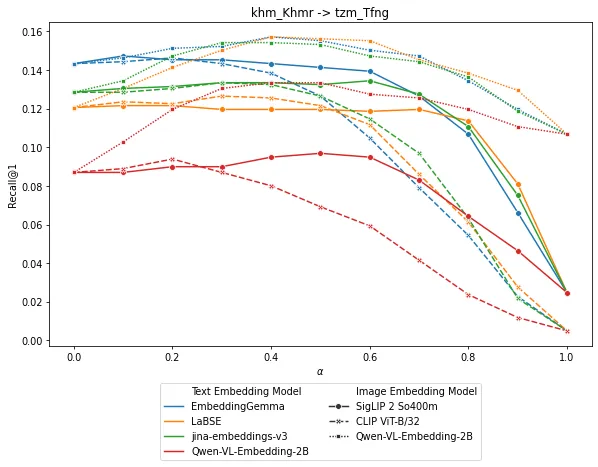 khm_Khmr -> tzm_Tfng
0.16
0.14
0.12
0.10
0.08
0.06
0.04
0.02
0.00
Recall@1
0.0 0.2 0.4 0.6 0.8 1.0
α
Text Embedding Model Image Embedding Model
EmbeddingGemma SigLIP 2 So400m
LaBSE CLIP ViT-B/32
jina-embeddings-v3 Qwen-VL-Embedding-2B
Qwen-VL-Embedding-2B